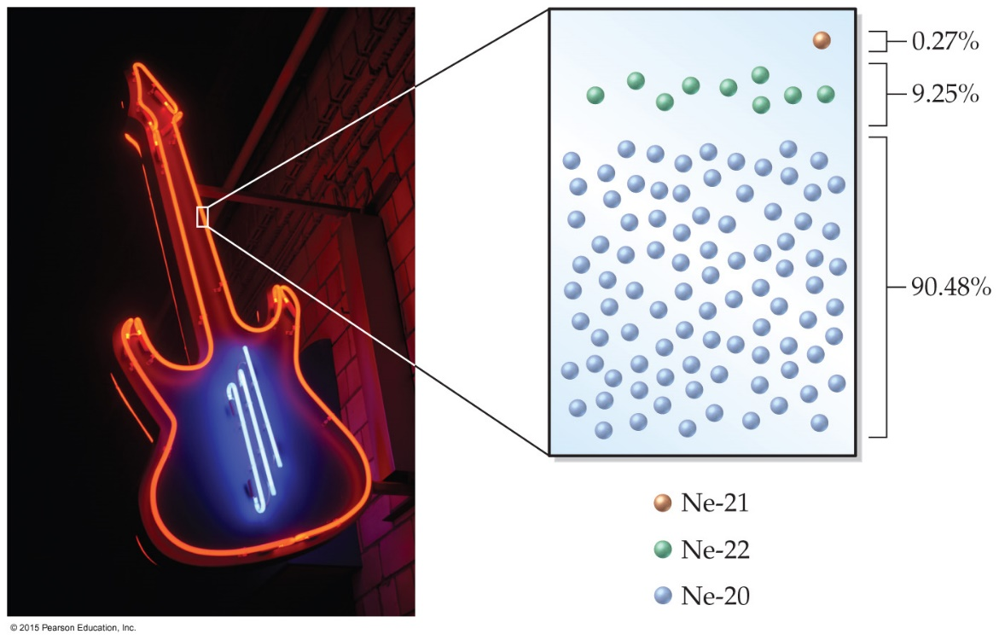 0.27%
9.25%
90.48%
Ne-21
Ne-22
Ne-20
© 2015 Pearson Education, Inc.